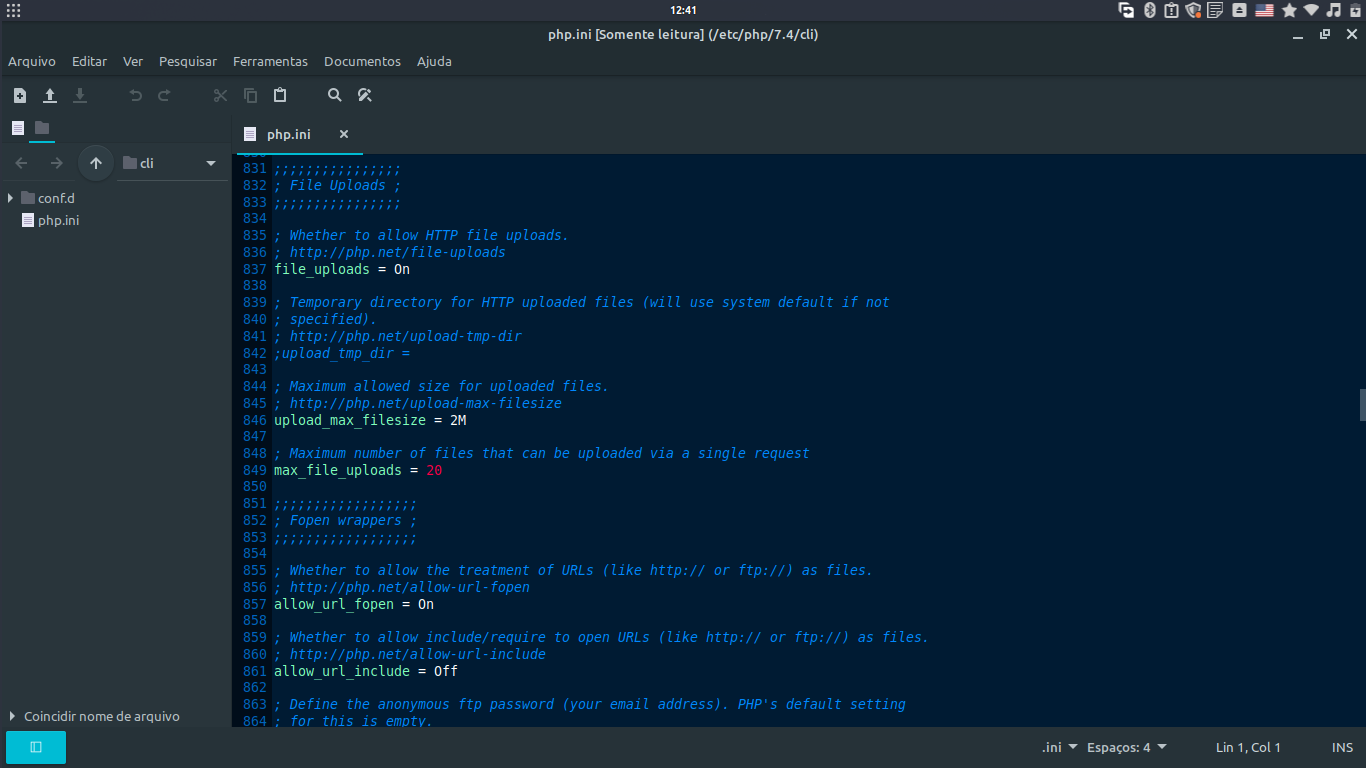 12:41
php.ini [Somente leitura] (/etc/php/7.4/cli)
Arquivo Editar Ver Pesquisar Ferramentas Documentos Ajuda
php.ini
cli
conf.d
php.ini
831 ;;;;;;;;;;;;;;;;
832 ; File Uploads ;
833 ;;;;;;;;;;;;;;;;
834
835 ; Whether to allow HTTP file uploads.
836 ; http://php.net/file-uploads
837 file_uploads = On
838
839 ; Temporary directory for HTTP uploaded files (will use system default if not
840 ; specified).
841 ; http://php.net/upload-tmp-dir
842 ;upload_tmp_dir =
843
844 ; Maximum allowed size for uploaded files.
845 ; http://php.net/upload-max-filesize
846 upload_max_filesize = 2M
847
848 ; Maximum number of files that can be uploaded via a single request
849 max_file_uploads = 20
850
851 ;;;;;;;;;;;;;;;;;;
852 ; Fopen wrappers ;
853 ;;;;;;;;;;;;;;;;;;
854
855 ; Whether to allow the treatment of URLs (like http:// or ftp://) as files.
856 ; http://php.net/allow-url-fopen
857 allow_url_fopen = On
858
859 ; Whether to allow include/require to open URLs (like http:// or ftp://) as files.
860 ; http://php.net/allow-url-include
861 allow_url_include = Off
862
863 ; Define the anonymous ftp password (your email address). PHP's default setting
864 ; for this is empty.
Coincidir nome de arquivo
.ini Espaços: 4 Lin 1, Col 1 INS